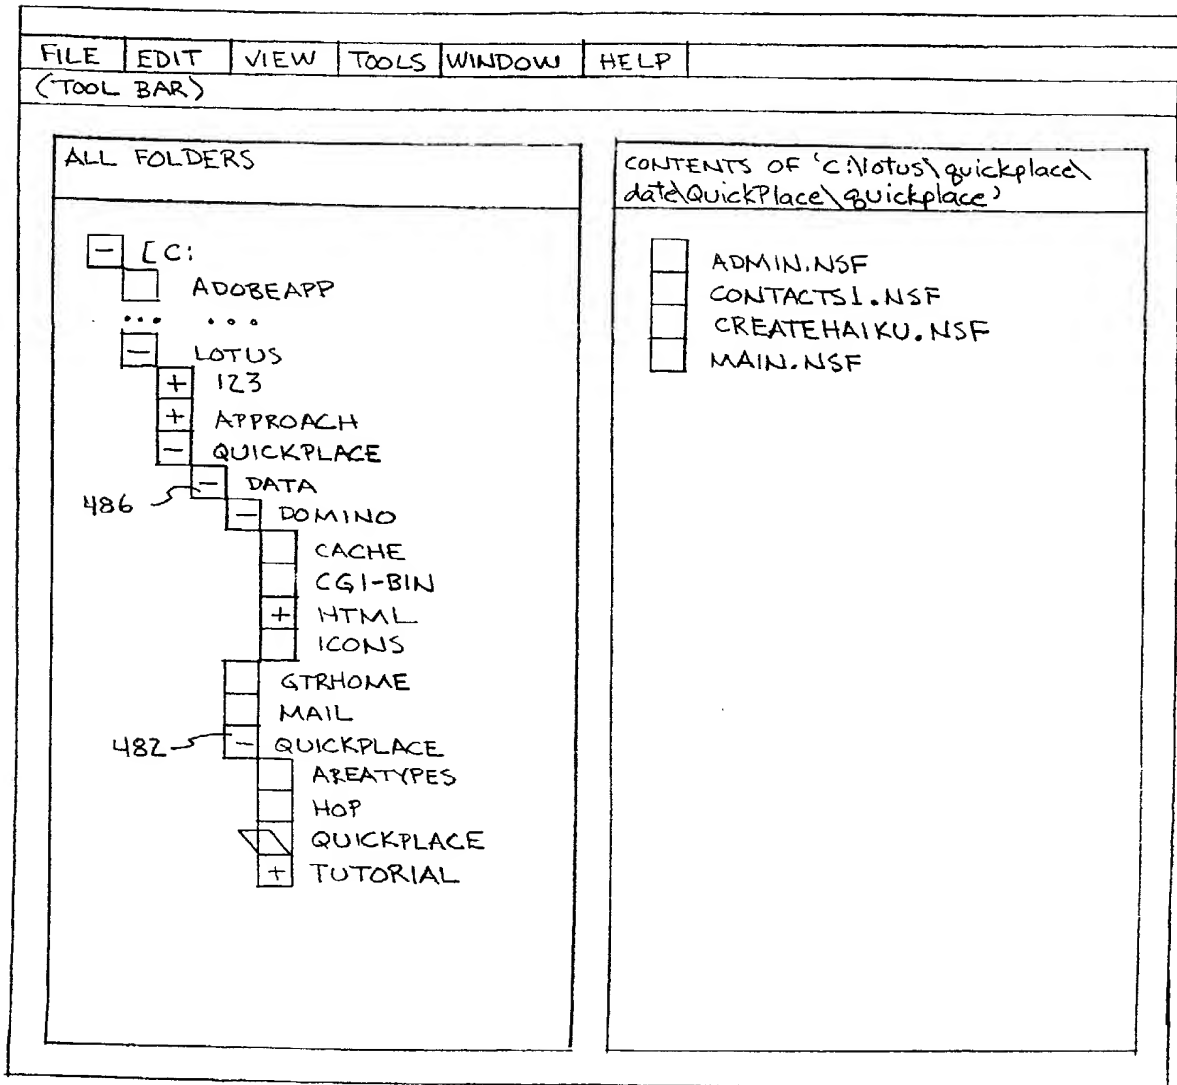 FILE EDIT VIEW TOOLS WINDOW HELP
(TOOL BAR)
ALL FOLDERS
[C:
ADOBEAPP
... ...
LOTUS
123
APPROACH
QUICKPLACE
DATA
486
DOMINO
CACHE
CGI-BIN
HTML
ICONS
GTRHOME
MAIL
482 QUICKPLACE
AREATYPES
HOP
QUICKPLACE
TUTORIAL
CONTENTS OF 'C:\lotus\quickplace\
date\QuickPlace\quickplace'
ADMIN.NSF
CONTACTS1.NSF
CREATEHAIKU.NSF
MAIN.NSF